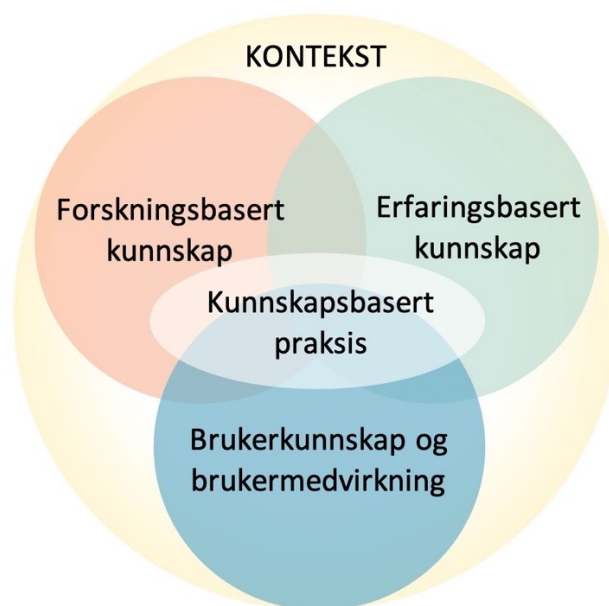 KONTEKST
Forskningsbasert
kunnskap
Erfaringsbasert
kunnskap
Kunnskapsbasert
praksis
Brukerkunnskap og
brukermedvirkning